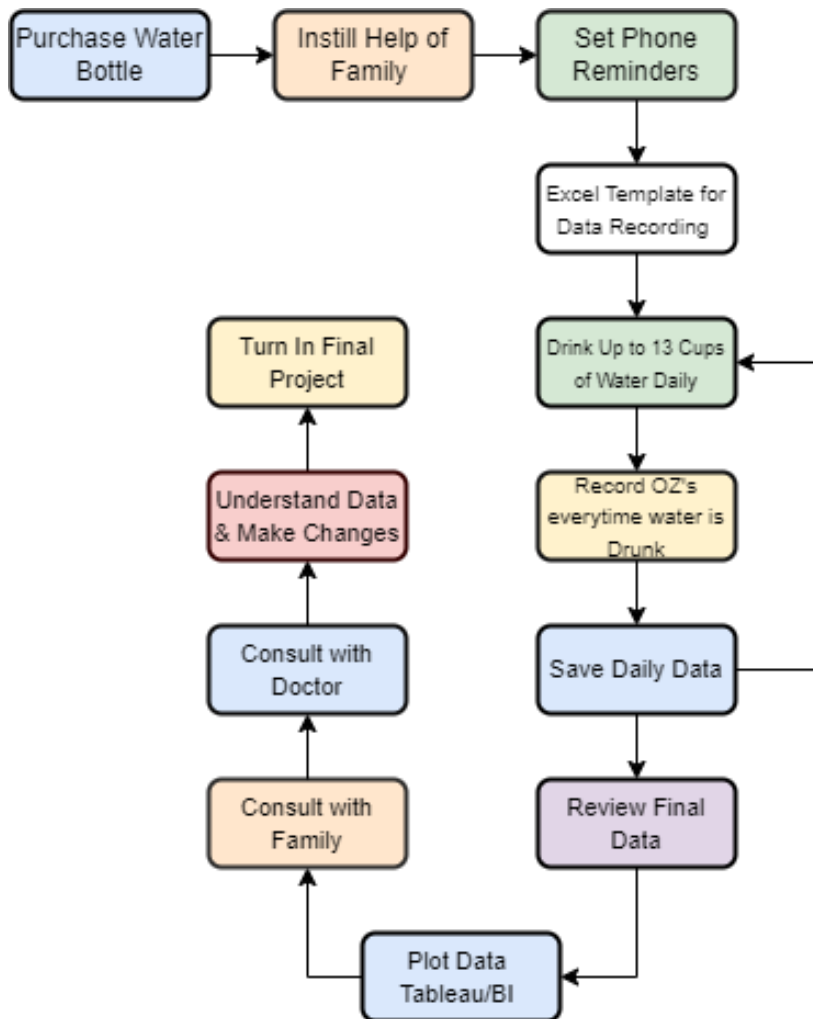 Purchase Water
Bottle
Instill Help of
Family
Set Phone
Reminders
Excel Template for
Data Recording
Drink Up to 13 Cups
of Water Daily
Record OZ's
everytime water is
Drunk
Save Daily Data
Review Final
Data
Plot Data
Tableau/BI
Consult with
Family
Consult with
Doctor
Understand Data
& Make Changes
Turn In Final
Project